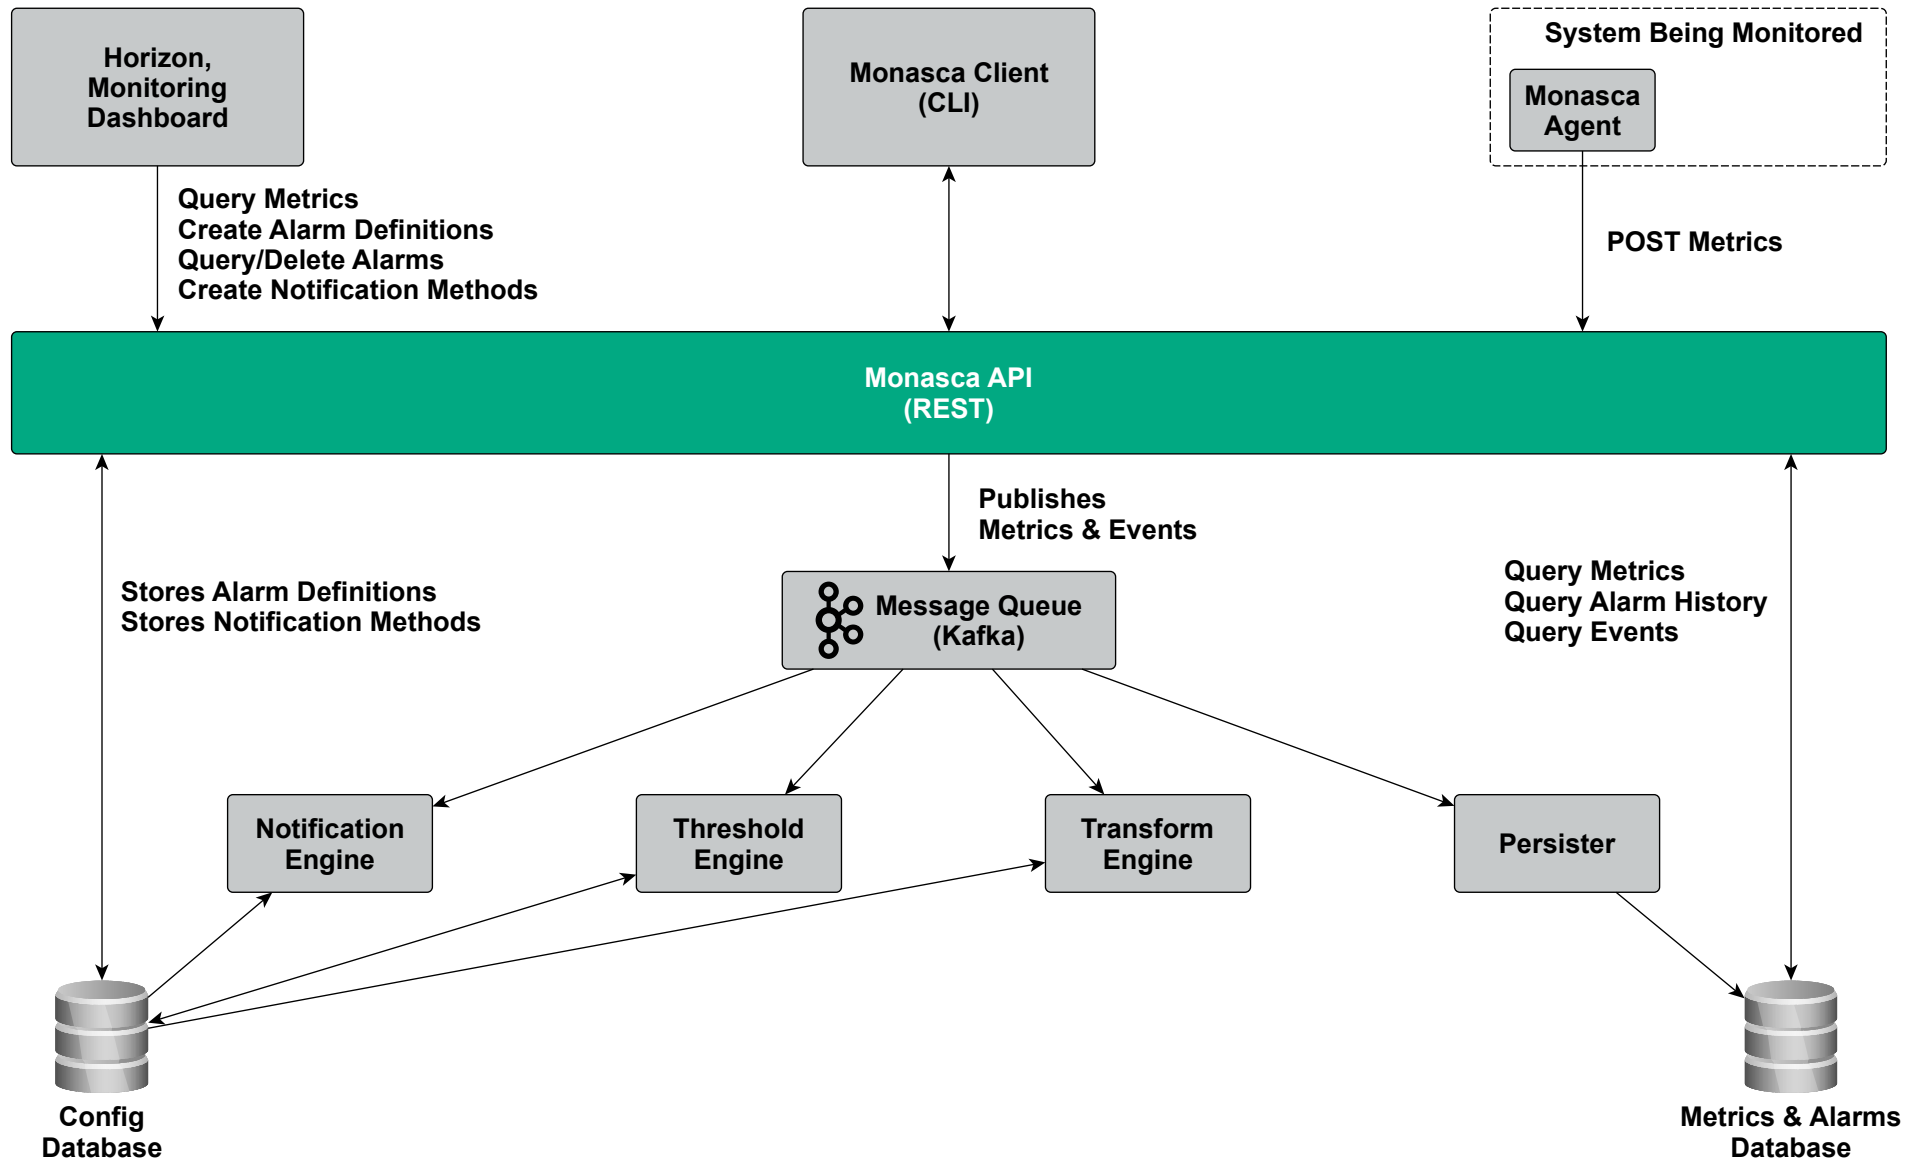 Horizon,
Monitoring
Dashboard
Monasca Client
(CLI)
System Being Monitored
Monasca
Agent
Query Metrics
Create Alarm Definitions
Query/Delete Alarms
Create Notification Methods
POST Metrics
Monasca API
(REST)
Publishes
Metrics & Events
Stores Alarm Definitions
Stores Notification Methods
Message Queue
(Kafka)
Query Metrics
Query Alarm History
Query Events
Notification
Engine
Threshold
Engine
Transform
Engine
Persister
Config
Database
Metrics & Alarms
Database